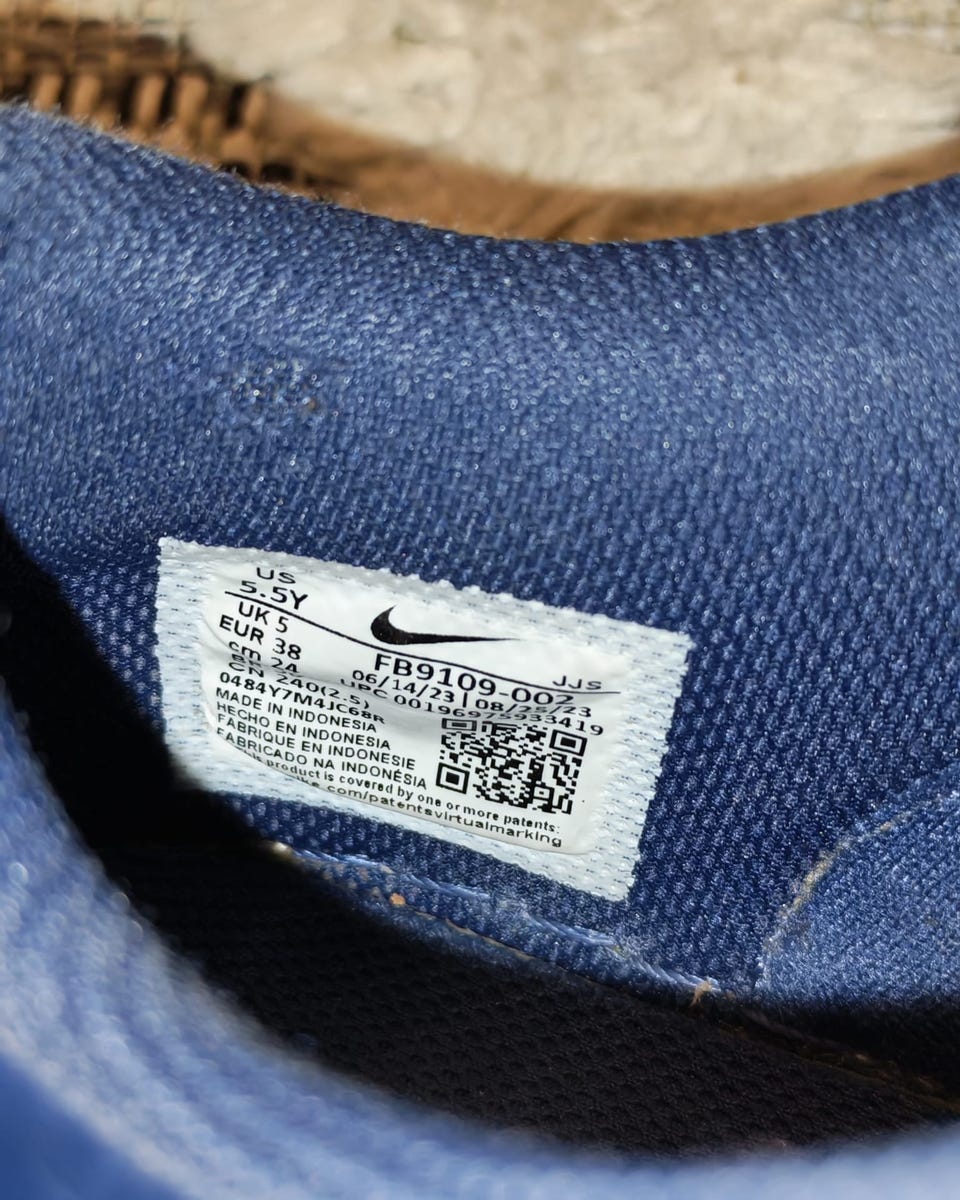 US
5.5Y
UK 5
EUR 38
cm 24
BR
CN 240(2.5)
JJS
FB9109-002
06/14/23 | 08/25/23
UPC 00196975933419
0484Y7M4JC68R
MADE IN INDONESIA
HECHO EN INDONESIA
FABRIQUE EN INDONESIE
FABRICADO NA INDONÉSIA
product is covered by one or more patents:
.com/patentsvirtualmarking